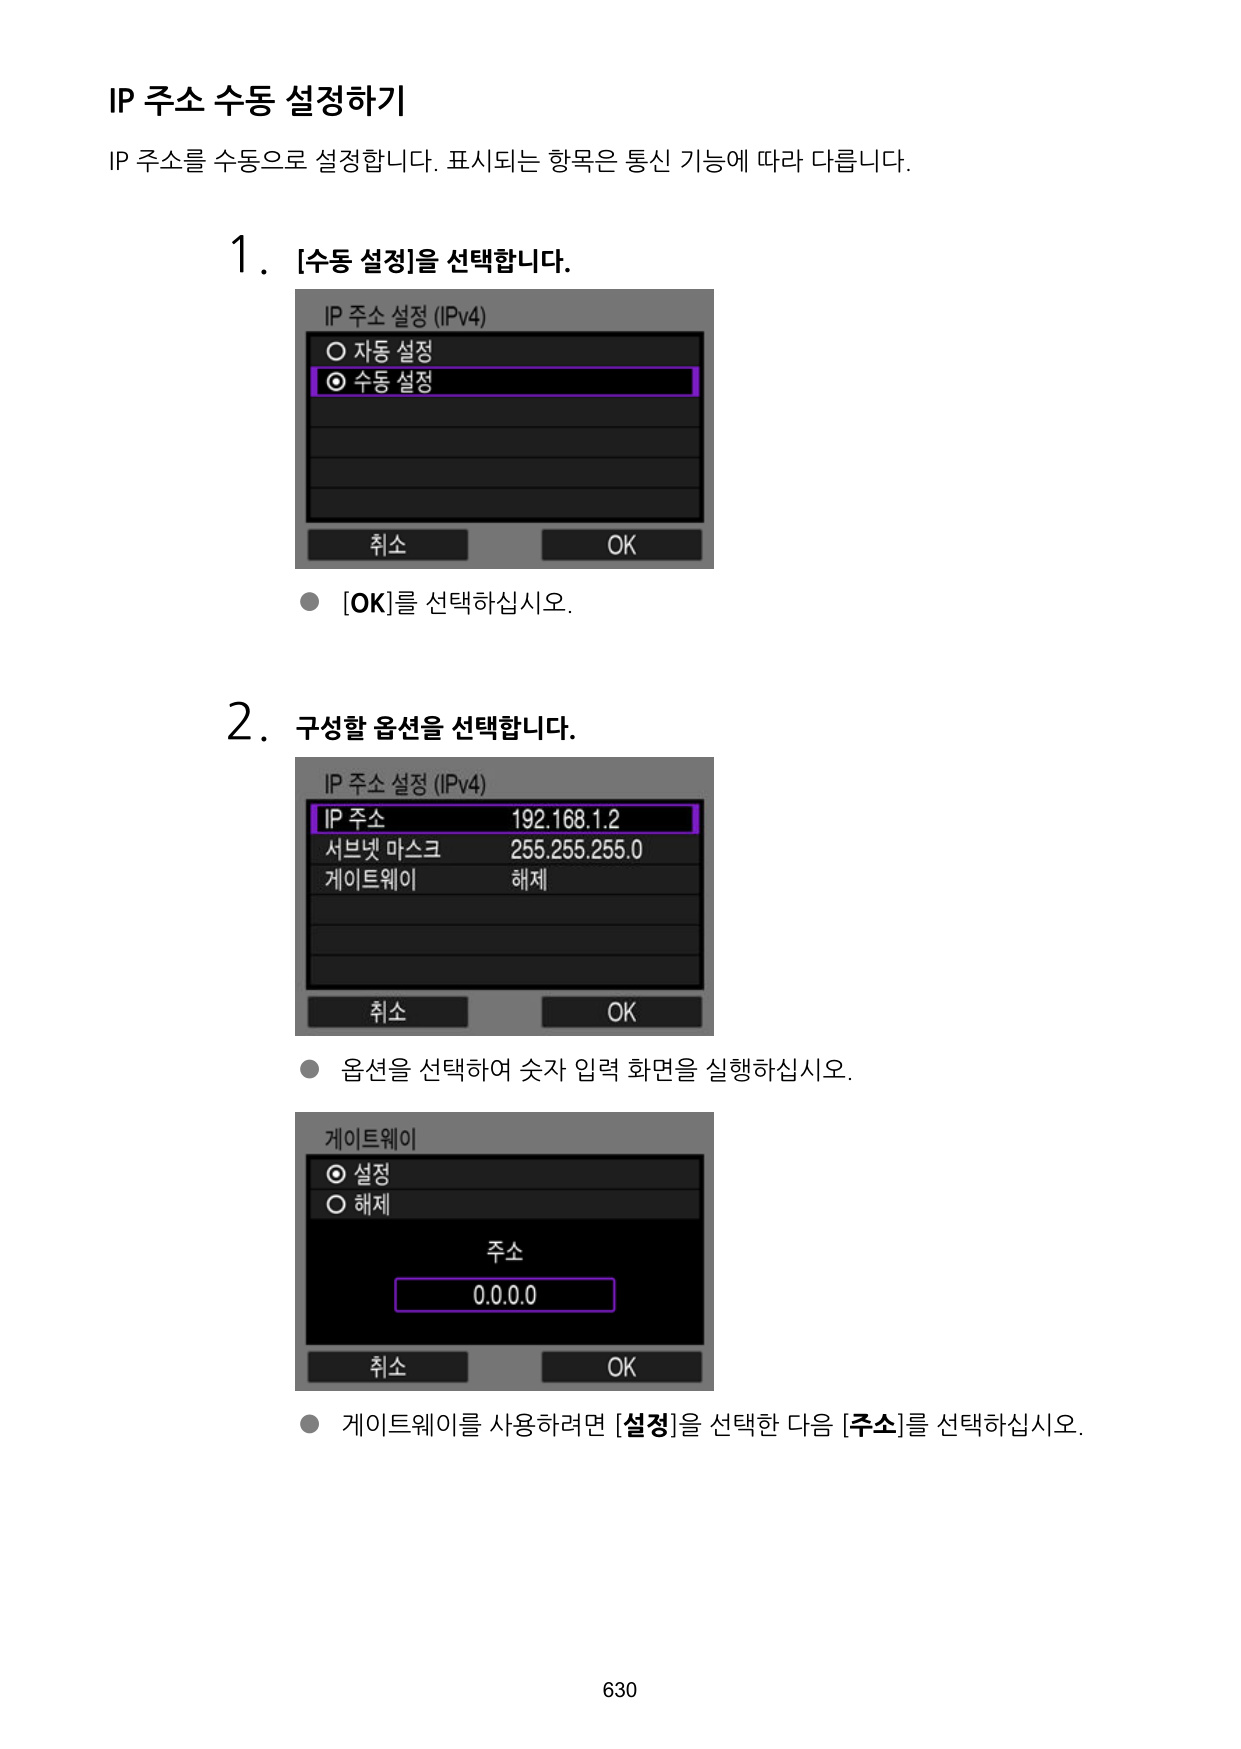 IP 주소 수동 설정하기
IP 주소를 수동으로 설정합니다. 표시되는 항목은 통신 기능에 따라 다릅니다.
1. [수동 설정]을 선택합니다.
IP 주소 설정 (IPv4)
자동 설정
수동 설정
취소 OK
● [OK]를 선택하십시오.
2. 구성할 옵션을 선택합니다.
IP 주소 설정 (IPv4)
IP 주소 192.168.1.2
서브넷 마스크 255.255.255.0
게이트웨이 해제
취소 OK
● 옵션을 선택하여 숫자 입력 화면을 실행하십시오.
게이트웨이
설정
해제
주소
0.0.0.0
취소 OK
● 게이트웨이를 사용하려면 [설정]을 선택한 다음 [주소]를 선택하십시오.
630